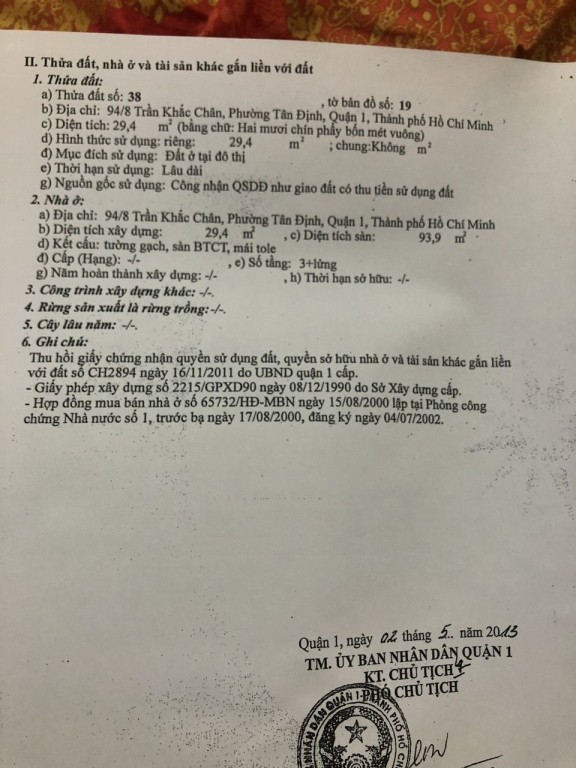 II. Thửa đất, nhà ở và tài sản khác gắn liền với đất
1. Thửa đất:
a) Thửa đất số: 38 , tờ bản đồ số: 19
b) Địa chỉ: 94/8 Trần Khắc Chân, Phường Tân Định, Quận 1, Thành phố Hồ Chí Minh
c) Diện tích: 29,4 m² (bằng chữ: Hai mươi chín phẩy bốn mét vuông)
d) Hình thức sử dụng: riêng: 29,4 m² ; chung:Không m²
đ) Mục đích sử dụng: Đất ở tại đô thị
e) Thời hạn sử dụng: Lâu dài
g) Nguồn gốc sử dụng: Công nhận QSDĐ như giao đất có thu tiền sử dụng đất
2. Nhà ở:
a) Địa chỉ: 94/8 Trần Khắc Chân, Phường Tân Định, Quận 1, Thành phố Hồ Chí Minh
b) Diện tích xây dựng: 29,4 m² , c) Diện tích sàn: 93,9 m²
d) Kết cấu: tường gạch, sàn BTCT, mái tole
đ) Cấp (Hạng): -/- , e) Số tầng: 3+lửng
g) Năm hoàn thành xây dựng: -/- , h) Thời hạn sở hữu: -/-
3. Công trình xây dựng khác: -/-.
4. Rừng sản xuất là rừng trồng:-/-.
5. Cây lâu năm: -/-.
6. Ghi chú:
Thu hồi giấy chứng nhận quyền sử dụng đất, quyền sở hữu nhà ở và tài sản khác gắn liền
với đất số CH2894 ngày 16/11/2011 do UBND quận 1 cấp.
- Giấy phép xây dựng số 2215/GPXD90 ngày 08/12/1990 do Sở Xây dựng cấp.
- Hợp đồng mua bán nhà ở số 65732/HĐ-MBN ngày 15/08/2000 lập tại Phòng công
chứng Nhà nước số 1, trước bạ ngày 17/08/2000, đăng ký ngày 04/07/2002.
Quận 1, ngày 02 tháng 5.. năm 2013
TM. ỦY BAN NHÂN DÂN QUẬN 1
KT. CHỦ TỊCH
PHÓ CHỦ TỊCH
NHÂN DÂN QUẬN 1 THÀNH PHỐ HỒ